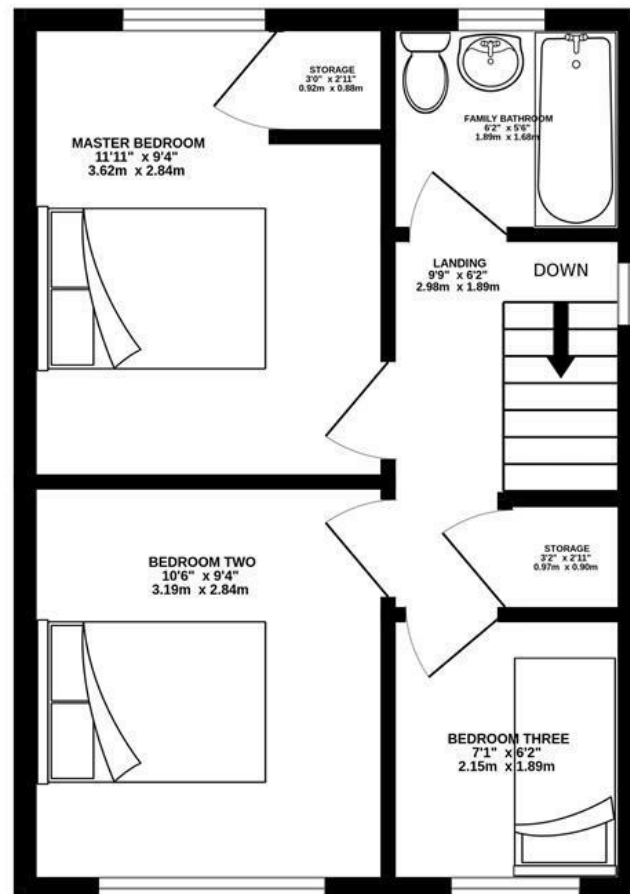 STORAGE
3'0" x 2'11"
0.92m x 0.88m
MASTER BEDROOM
11'11" x 9'4"
3.62m x 2.84m
FAMILY BATHROOM
6'2" x 5'6"
1.89m x 1.68m
LANDING
9'9" x 6'2"
2.98m x 1.89m
DOWN
BEDROOM TWO
10'6" x 9'4"
3.19m x 2.84m
STORAGE
3'2" x 2'11"
0.97m x 0.90m
BEDROOM THREE
7'1" x 6'2"
2.15m x 1.89m